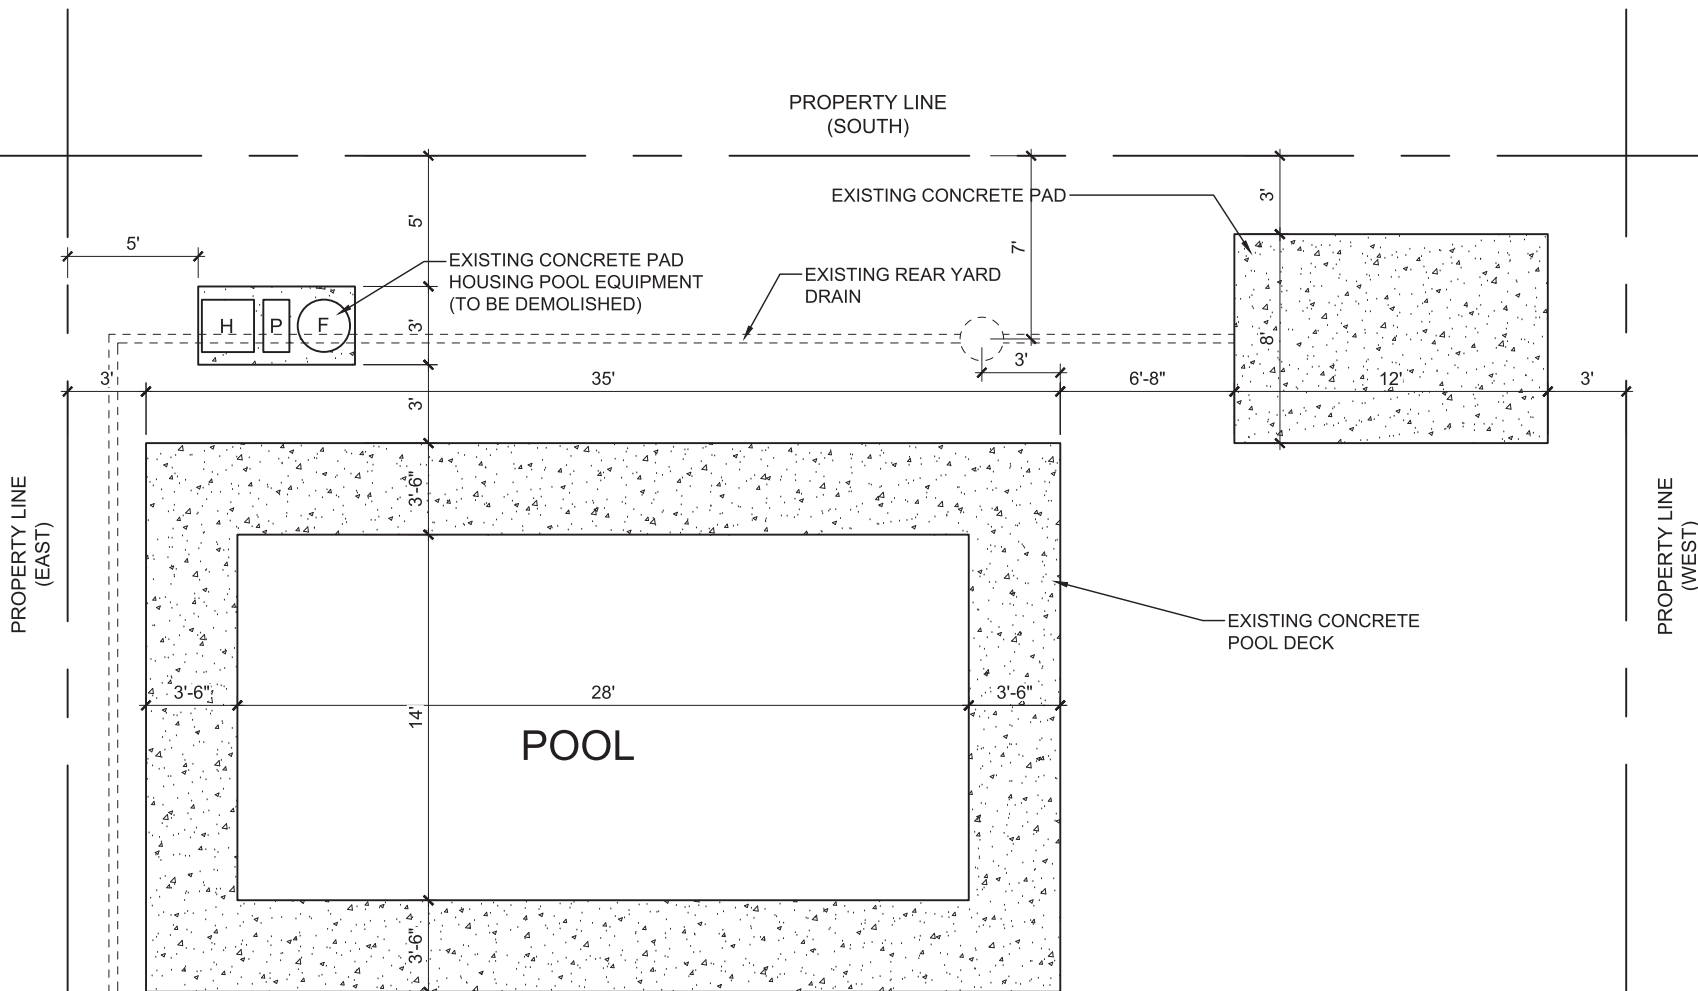 PROPERTY LINE
(SOUTH)
EXISTING CONCRETE PAD
3'
5'
7'
5'
EXISTING CONCRETE PAD
HOUSING POOL EQUIPMENT
(TO BE DEMOLISHED)
EXISTING REAR YARD
DRAIN
H
P
F
3'
8'
3'
3'
35'
6'-8"
12'
3'
3'
PROPERTY LINE
(EAST)
3'-6"
PROPERTY LINE
(WEST)
EXISTING CONCRETE
POOL DECK
3'-6"
28'
3'-6"
14'
POOL
3'-6"